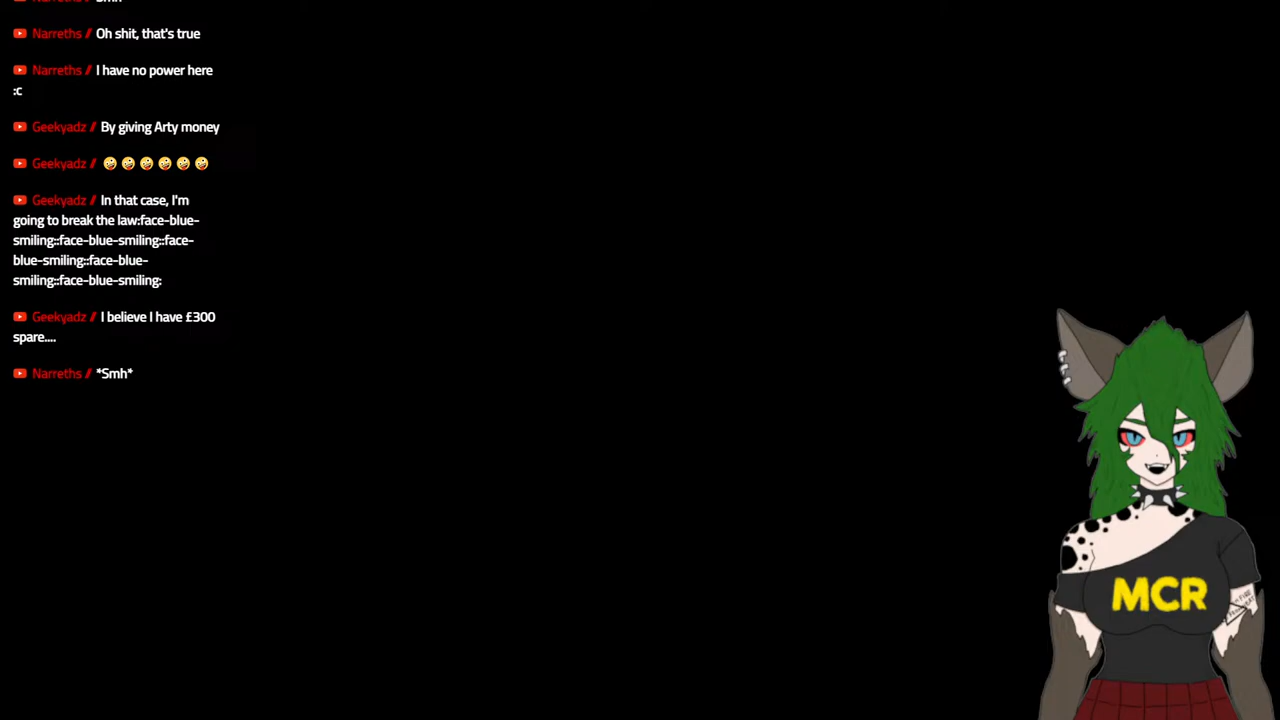 Narreths // Smh
Narreths // Oh shit, that's true
Narreths // I have no power here
:c
Geekyadz // By giving Arty money
Geekyadz // 🤪🤪🤪🤪🤪🤪
Geekyadz // In that case, I'm
going to break the law:face-blue-
smiling::face-blue-smiling::face-
blue-smiling::face-blue-
smiling::face-blue-smiling:
Geekyadz // I believe I have £300
spare....
Narreths // *Smh*
MCR